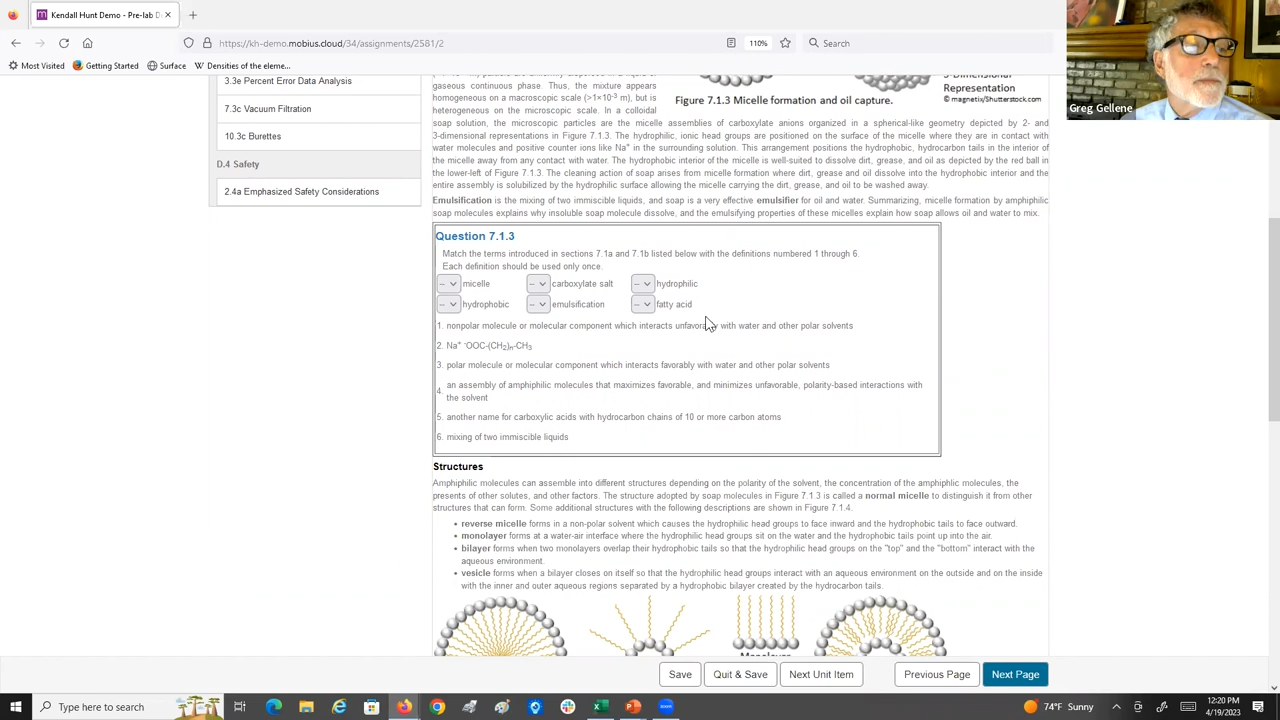 Kendall Hunt Demo - Pre-lab D
https://kh-demo.mobius.cloud/34/assignments/2581/2
110%
Search
Most Visited
Getting Started
Surface
Densities of the eleme...
Greg Gellene
3.3e Percent Error Data Analysis
7.3c Vacuum Filtration
10.3c Burettes
D.4 Safety
2.4a Emphasized Safety Considerations
gaseous continuous phase. Thus, the mixture appears
homogeneous on a macroscopic scale (>1×10-3 m), but is
heterogeneous on the microscopic scale. In a colloidal
Figure 7.1.3 Micelle formation and oil capture.
Representation
© magnetix/Shutterstock.com
soap solution, the microscopic particles are the micelle assemblies of carboxylate anions organized in a spherical-like geometry depicted by 2- and
3-dimensional representations in Figure 7.1.3. The hydrophilic, ionic head groups are positioned on the surface of the micelle where they are in contact with
water molecules and positive counter ions like Na+ in the surrounding solution. This arrangement positions the hydrophobic, hydrocarbon tails in the interior of
the micelle away from any contact with water. The hydrophobic interior of the micelle is well-suited to dissolve dirt, grease, and oil as depicted by the red ball in
the lower-left of Figure 7.1.3. The cleaning action of soap arises from micelle formation where dirt, grease and oil dissolve into the hydrophobic interior and the
entire assembly is solubilized by the hydrophilic surface allowing the micelle carrying the dirt, grease, and oil to be washed away.
Emulsification is the mixing of two immiscible liquids, and soap is a very effective emulsifier for oil and water. Summarizing, micelle formation by amphiphilic
soap molecules explains why insoluble soap molecule dissolve, and the emulsifying properties of these micelles explain how soap allows oil and water to mix.
Question 7.1.3
Match the terms introduced in sections 7.1a and 7.1b listed below with the definitions numbered 1 through 6.
Each definition should be used only once.
-- micelle -- carboxylate salt -- hydrophilic
-- hydrophobic -- emulsification -- fatty acid
1. nonpolar molecule or molecular component which interacts unfavorably with water and other polar solvents
2. Na+ -OOC-(CH2)n-CH3
3. polar molecule or molecular component which interacts favorably with water and other polar solvents
4. an assembly of amphiphilic molecules that maximizes favorable, and minimizes unfavorable, polarity-based interactions with
the solvent
5. another name for carboxylic acids with hydrocarbon chains of 10 or more carbon atoms
6. mixing of two immiscible liquids
Structures
Amphiphilic molecules can assemble into different structures depending on the polarity of the solvent, the concentration of the amphiphlic molecules, the
presents of other solutes, and other factors. The structure adopted by soap molecules in Figure 7.1.3 is called a normal micelle to distinguish it from other
structures that can form. Some additional structures with the following descriptions are shown in Figure 7.1.4.
• reverse micelle forms in a non-polar solvent which causes the hydrophilic head groups to face inward and the hydrophobic tails to face outward.
• monolayer forms at a water-air interface where the hydrophilic head groups sit on the water and the hydrophobic tails point up into the air.
• bilayer forms when two monolayers overlap their hydrophobic tails so that the hydrophilic head groups on the "top" and the "bottom" interact with the
aqueous environment.
• vesicle forms when a bilayer closes on itself so that the hydrophilic head groups interact with an aqueous environment on the outside and on the inside
with the inner and outer aqueous regions separated by a hydrophobic bilayer created by the hydrocarbon tails.
Save
Quit & Save
Next Unit Item
Previous Page
Next Page
Type here to search
74°F Sunny
12:20 PM
4/19/2023